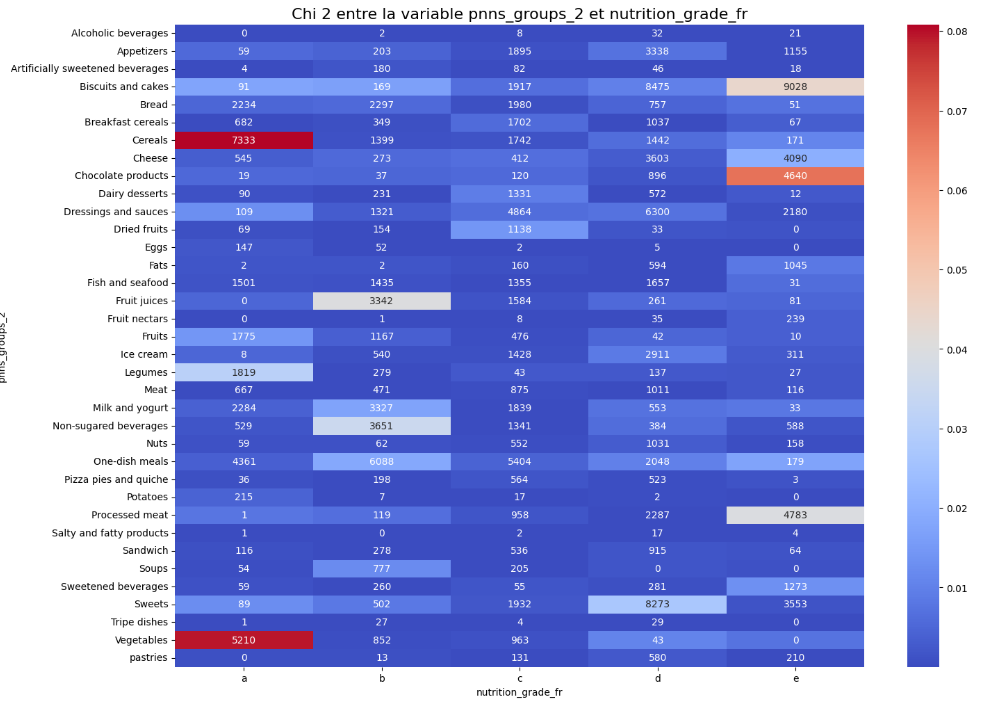 Chi 2 entre la variable pnns_groups_2 et nutrition_grade_fr
Alcoholic beverages 0 2 8 32 21
Appetizers 59 203 1895 3338 1155
Artificially sweetened beverages 4 180 82 46 18
Biscuits and cakes 91 169 1917 8475 9028
Bread 2234 2297 1980 757 51
Breakfast cereals 682 349 1702 1037 67
Cereals 7333 1399 1742 1442 171
Cheese 545 273 412 3603 4090
Chocolate products 19 37 120 896 4640
Dairy desserts 90 231 1331 572 12
Dressings and sauces 109 1321 4864 6300 2180
Dried fruits 69 154 1138 33 0
Eggs 147 52 2 5 0
Fats 2 2 160 594 1045
Fish and seafood 1501 1435 1355 1657 31
Fruit juices 0 3342 1584 261 81
Fruit nectars 0 1 8 35 239
Fruits 1775 1167 476 42 10
Ice cream 8 540 1428 2911 311
Legumes 1819 279 43 137 27
Meat 667 471 875 1011 116
Milk and yogurt 2284 3327 1839 553 33
Non-sugared beverages 529 3651 1341 384 588
Nuts 59 62 552 1031 158
One-dish meals 4361 6088 5404 2048 179
Pizza pies and quiche 36 198 564 523 3
Potatoes 215 7 17 2 0
Processed meat 1 119 958 2287 4783
Salty and fatty products 1 0 2 17 4
Sandwich 116 278 536 915 64
Soups 54 777 205 0 0
Sweetened beverages 59 260 55 281 1273
Sweets 89 502 1932 8273 3553
Tripe dishes 1 27 4 29 0
Vegetables 5210 852 963 43 0
pastries 0 13 131 580 210
a b c d e
nutrition_grade_fr
pnns_groups_2
0.08
0.07
0.06
0.05
0.04
0.03
0.02
0.01